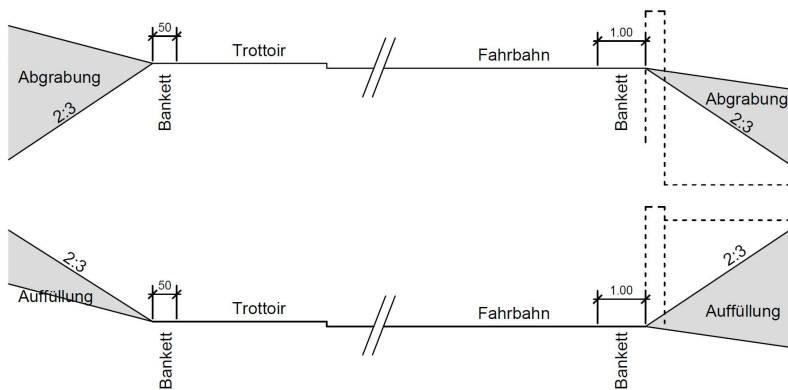 50
1.00
Trottoir
Fahrbahn
Abgrabung
2:3
Bankett
Bankett
Abgrabung
2:3
2:3
Auffüllung
50
Trottoir
Bankett
1.00
Fahrbahn
Bankett
2:3
Auffüllung